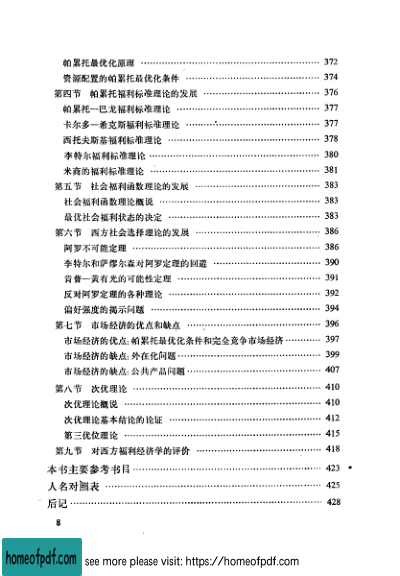 帕累托最优化原理 372
资源配置的帕累托最优化条件 374
第四节 帕累托福利标准理论的发展 376
帕累托—巴龙福利标准理论 377
卡尔多—希克斯福利标准理论 377
西托夫斯基福利标准理论 378
李特尔福利标准理论 380
米商的福利标准理论 381
第五节 社会福利函数理论的发展 383
社会福利函数理论概说 383
最优社会福利状态的决定 383
第六节 西方社会选择理论的发展 386
阿罗不可能定理 386
李特尔和萨缪尔森对阿罗定理的回避 390
肯普—黄有光的可能性定理 391
反对阿罗定理的各种理论 392
偏好强度的揭示问题 394
第七节 市场经济的优点和缺点 396
市场经济的优点:帕累托最优化条件和完全竞争市场经济 397
市场经济的缺点:外在化问题 399
市场经济的缺点:公共产品问题 407
第八节 次优理论 410
次优理论概说 410
次优理论基本结论的论证 412
第三优位理论 415
第九节 对西方福利经济学的评价 418
本书主要参考书目 423
人名对照表 425
后记 428
8
homeofpdf.com see more please visit: https://homeofpdf.com